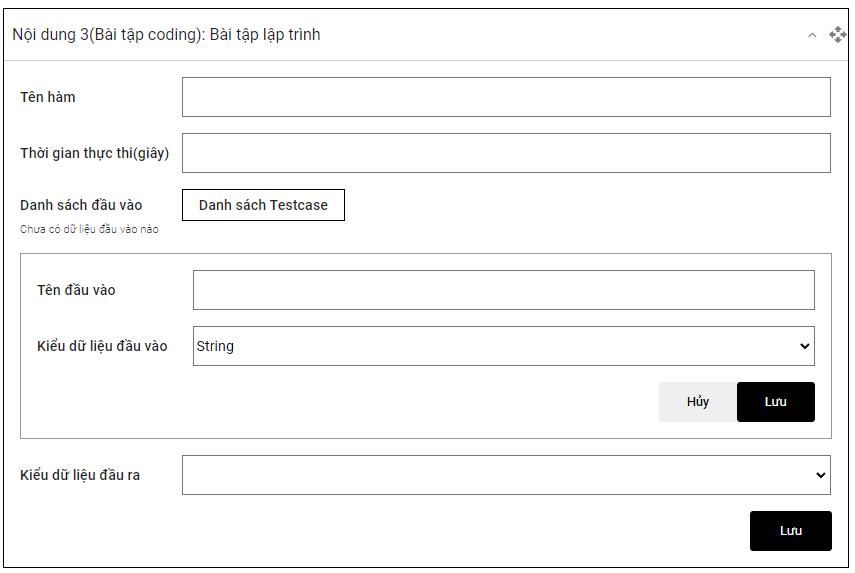 Nội dung 3(Bài tập coding): Bài tập lập trình
Tên hàm
Thời gian thực thi(giây)
Danh sách đầu vào
Danh sách Testcase
Chưa có dữ liệu đầu vào nào
Tên đầu vào
Kiểu dữ liệu đầu vào
String
Hủy
Lưu
Kiểu dữ liệu đầu ra
Lưu